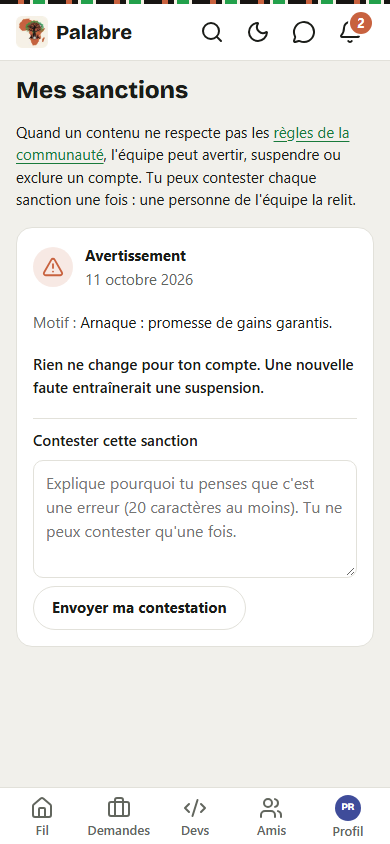 Palabre
2
Mes sanctions
Quand un contenu ne respecte pas les règles de la
communauté, l'équipe peut avertir, suspendre ou
exclure un compte. Tu peux contester chaque
sanction une fois : une personne de l'équipe la relit.
Avertissement
11 octobre 2026
Motif : Arnaque : promesse de gains garantis.
Rien ne change pour ton compte. Une nouvelle
faute entraînerait une suspension.
Contester cette sanction
Explique pourquoi tu penses que c'est
une erreur (20 caractères au moins). Tu ne
peux contester qu'une fois.
Envoyer ma contestation
Fil
Demandes
Devs
Amis
PR
Profil